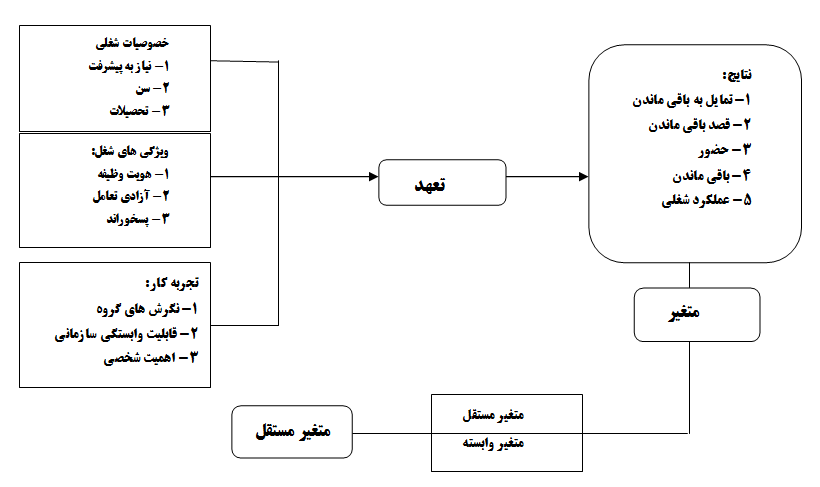 خصوصیات شغلی
۱– نیاز به پیشرفت
۲– سن
۳– تحصیلات
ویژگی های شغل:
۱– هویت وظیفه
۲– آزادی تعامل
۳– پسخوراند
تجربه کار:
۱– نگرش های گروه
۲– قابلیت وابستگی سازمانی
۳– اهمیت شخصی
تعهد
نتایج:
۱– تمایل به باقی ماندن
۲– قصد باقی ماندن
۳– حضور
۴– باقی ماندن
۵– عملکرد شغلی
متغیر
متغیر مستقل
متغیر وابسته
متغیر مستقل